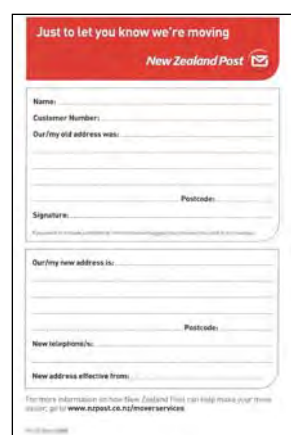 Just to let you know we're moving
New Zealand Post
Name:
Customer Number:
Our/my old address was:
Postcode:
Signature:
Our/my new address is:
Postcode:
New telephone/s:
New address effective from:
For more information on how New Zealand Post can help make your move
easier, go to www.nzpost.co.nz/moverservices